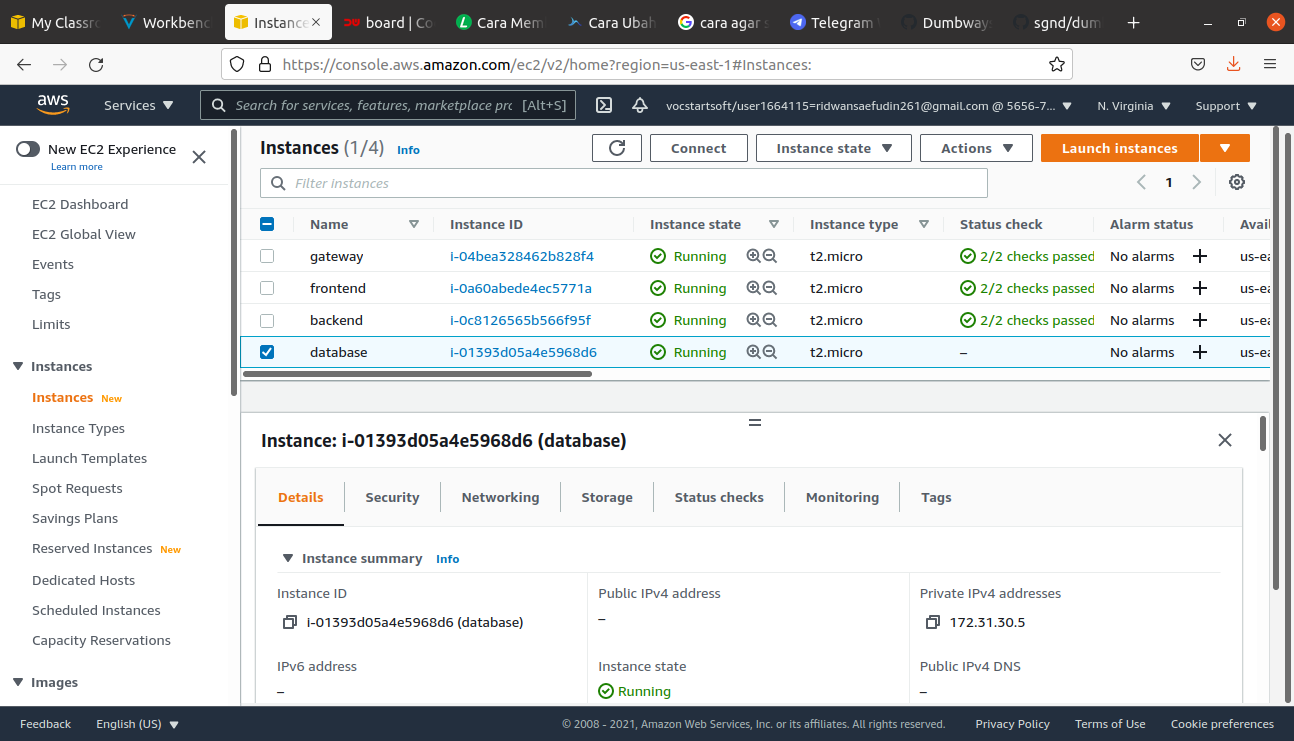 My Classro
Workbenc
Instance
board | Co
Cara Mem
Cara Ubah
cara agar s
Telegram W
Dumbways
sgnd/dum
https://console.aws.amazon.com/ec2/v2/home?region=us-east-1#Instances:
aws
Services
Search for services, features, marketplace prc
[Alt+S]
vocstartsoft/user1664115=ridwansaefudin261@gmail.com @ 5656-7...
N. Virginia
Support
New EC2 Experience
Learn more
EC2 Dashboard
EC2 Global View
Events
Tags
Limits
Instances
Instances New
Instance Types
Launch Templates
Spot Requests
Savings Plans
Reserved Instances New
Dedicated Hosts
Scheduled Instances
Capacity Reservations
Images
Instances (1/4) Info
Connect
Instance state
Actions
Launch instances
Filter instances
1
Name Instance ID Instance state Instance type Status check Alarm status Avai
gateway i-04bea328462b828f4 Running t2.micro 2/2 checks passed No alarms + us-ea
frontend i-0a60abede4ec5771a Running t2.micro 2/2 checks passed No alarms + us-ea
backend i-0c8126565b566f95f Running t2.micro 2/2 checks passed No alarms + us-ea
database i-01393d05a4e5968d6 Running t2.micro – No alarms + us-ea
Instance: i-01393d05a4e5968d6 (database)
Details Security Networking Storage Status checks Monitoring Tags
Instance summary Info
Instance ID
i-01393d05a4e5968d6 (database)
Public IPv4 address
–
Private IPv4 addresses
172.31.30.5
IPv6 address
–
Instance state
Running
Public IPv4 DNS
–
Feedback
English (US)
© 2008 - 2021, Amazon Web Services, Inc. or its affiliates. All rights reserved.
Privacy Policy
Terms of Use
Cookie preferences